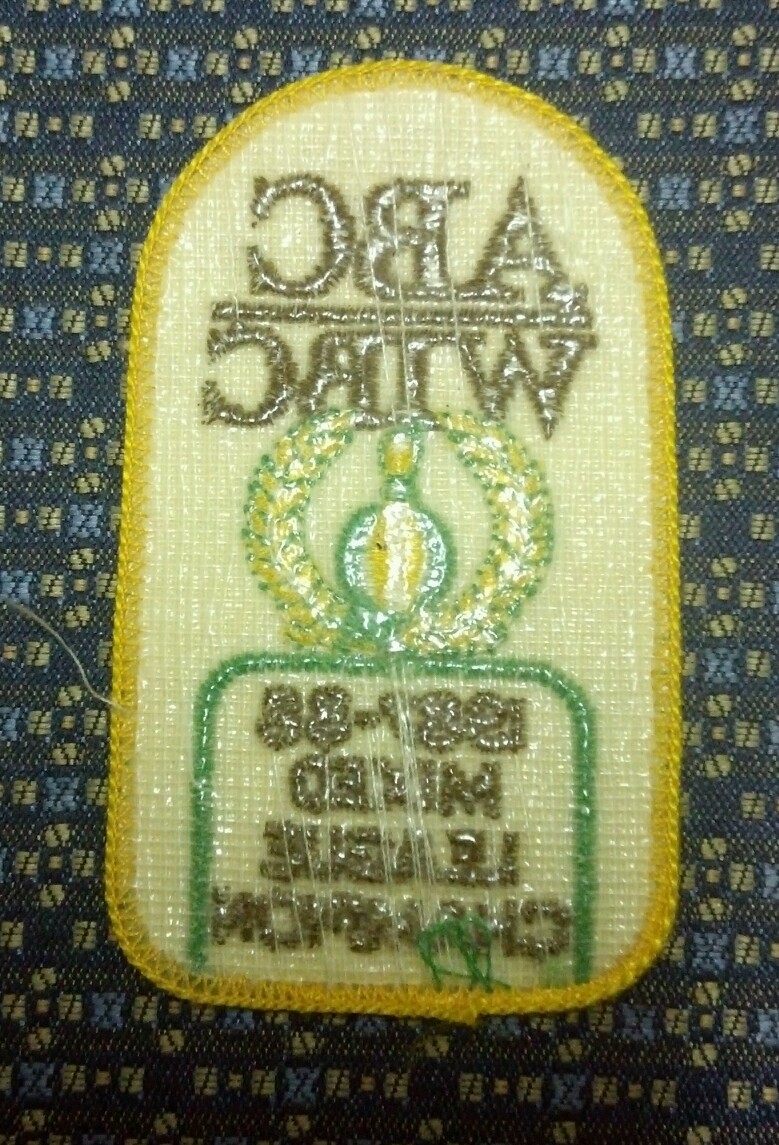 ABC
WIBC
1987-88
MIXED
LEAGUE
CHAMPION